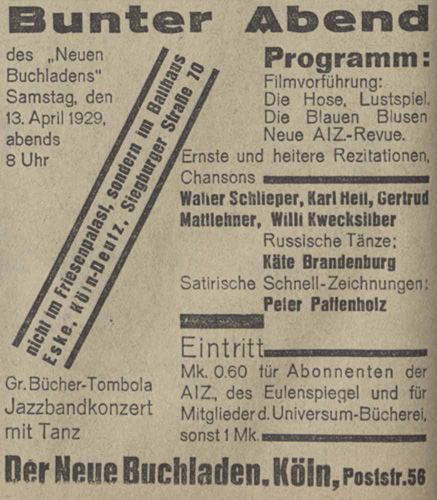 Bunter Abend
des „Neuen
Buchladens"
Samstag, den
13. April 1929,
abends
8 Uhr
nicht im Friesenpalast, sondern im Ballhaus
Eske, Köln-Deutz, Siegburger Straße 70
Programm:
Filmvorführung:
Die Hose, Lustspiel.
Die Blauen Blusen
Neue AIZ.-Revue.
Ernste und heitere Rezitationen,
Chansons
Walter Schlieper, Karl Heil, Gertrud
Mattlehner, Willi Kwecksilber
Russische Tänze:
Käte Brandenburg
Satirische Schnell-Zeichnungen:
Peter Paffenholz
Eintritt
Mk. 0.60 für Abonnenten der
AIZ., des Eulenspiegel und für
Mitglieder d. Universum-Bücherei,
sonst 1 Mk.
Gr. Bücher-Tombola
Jazzbandkonzert
mit Tanz
Der Neue Buchladen, Köln, Poststr. 56